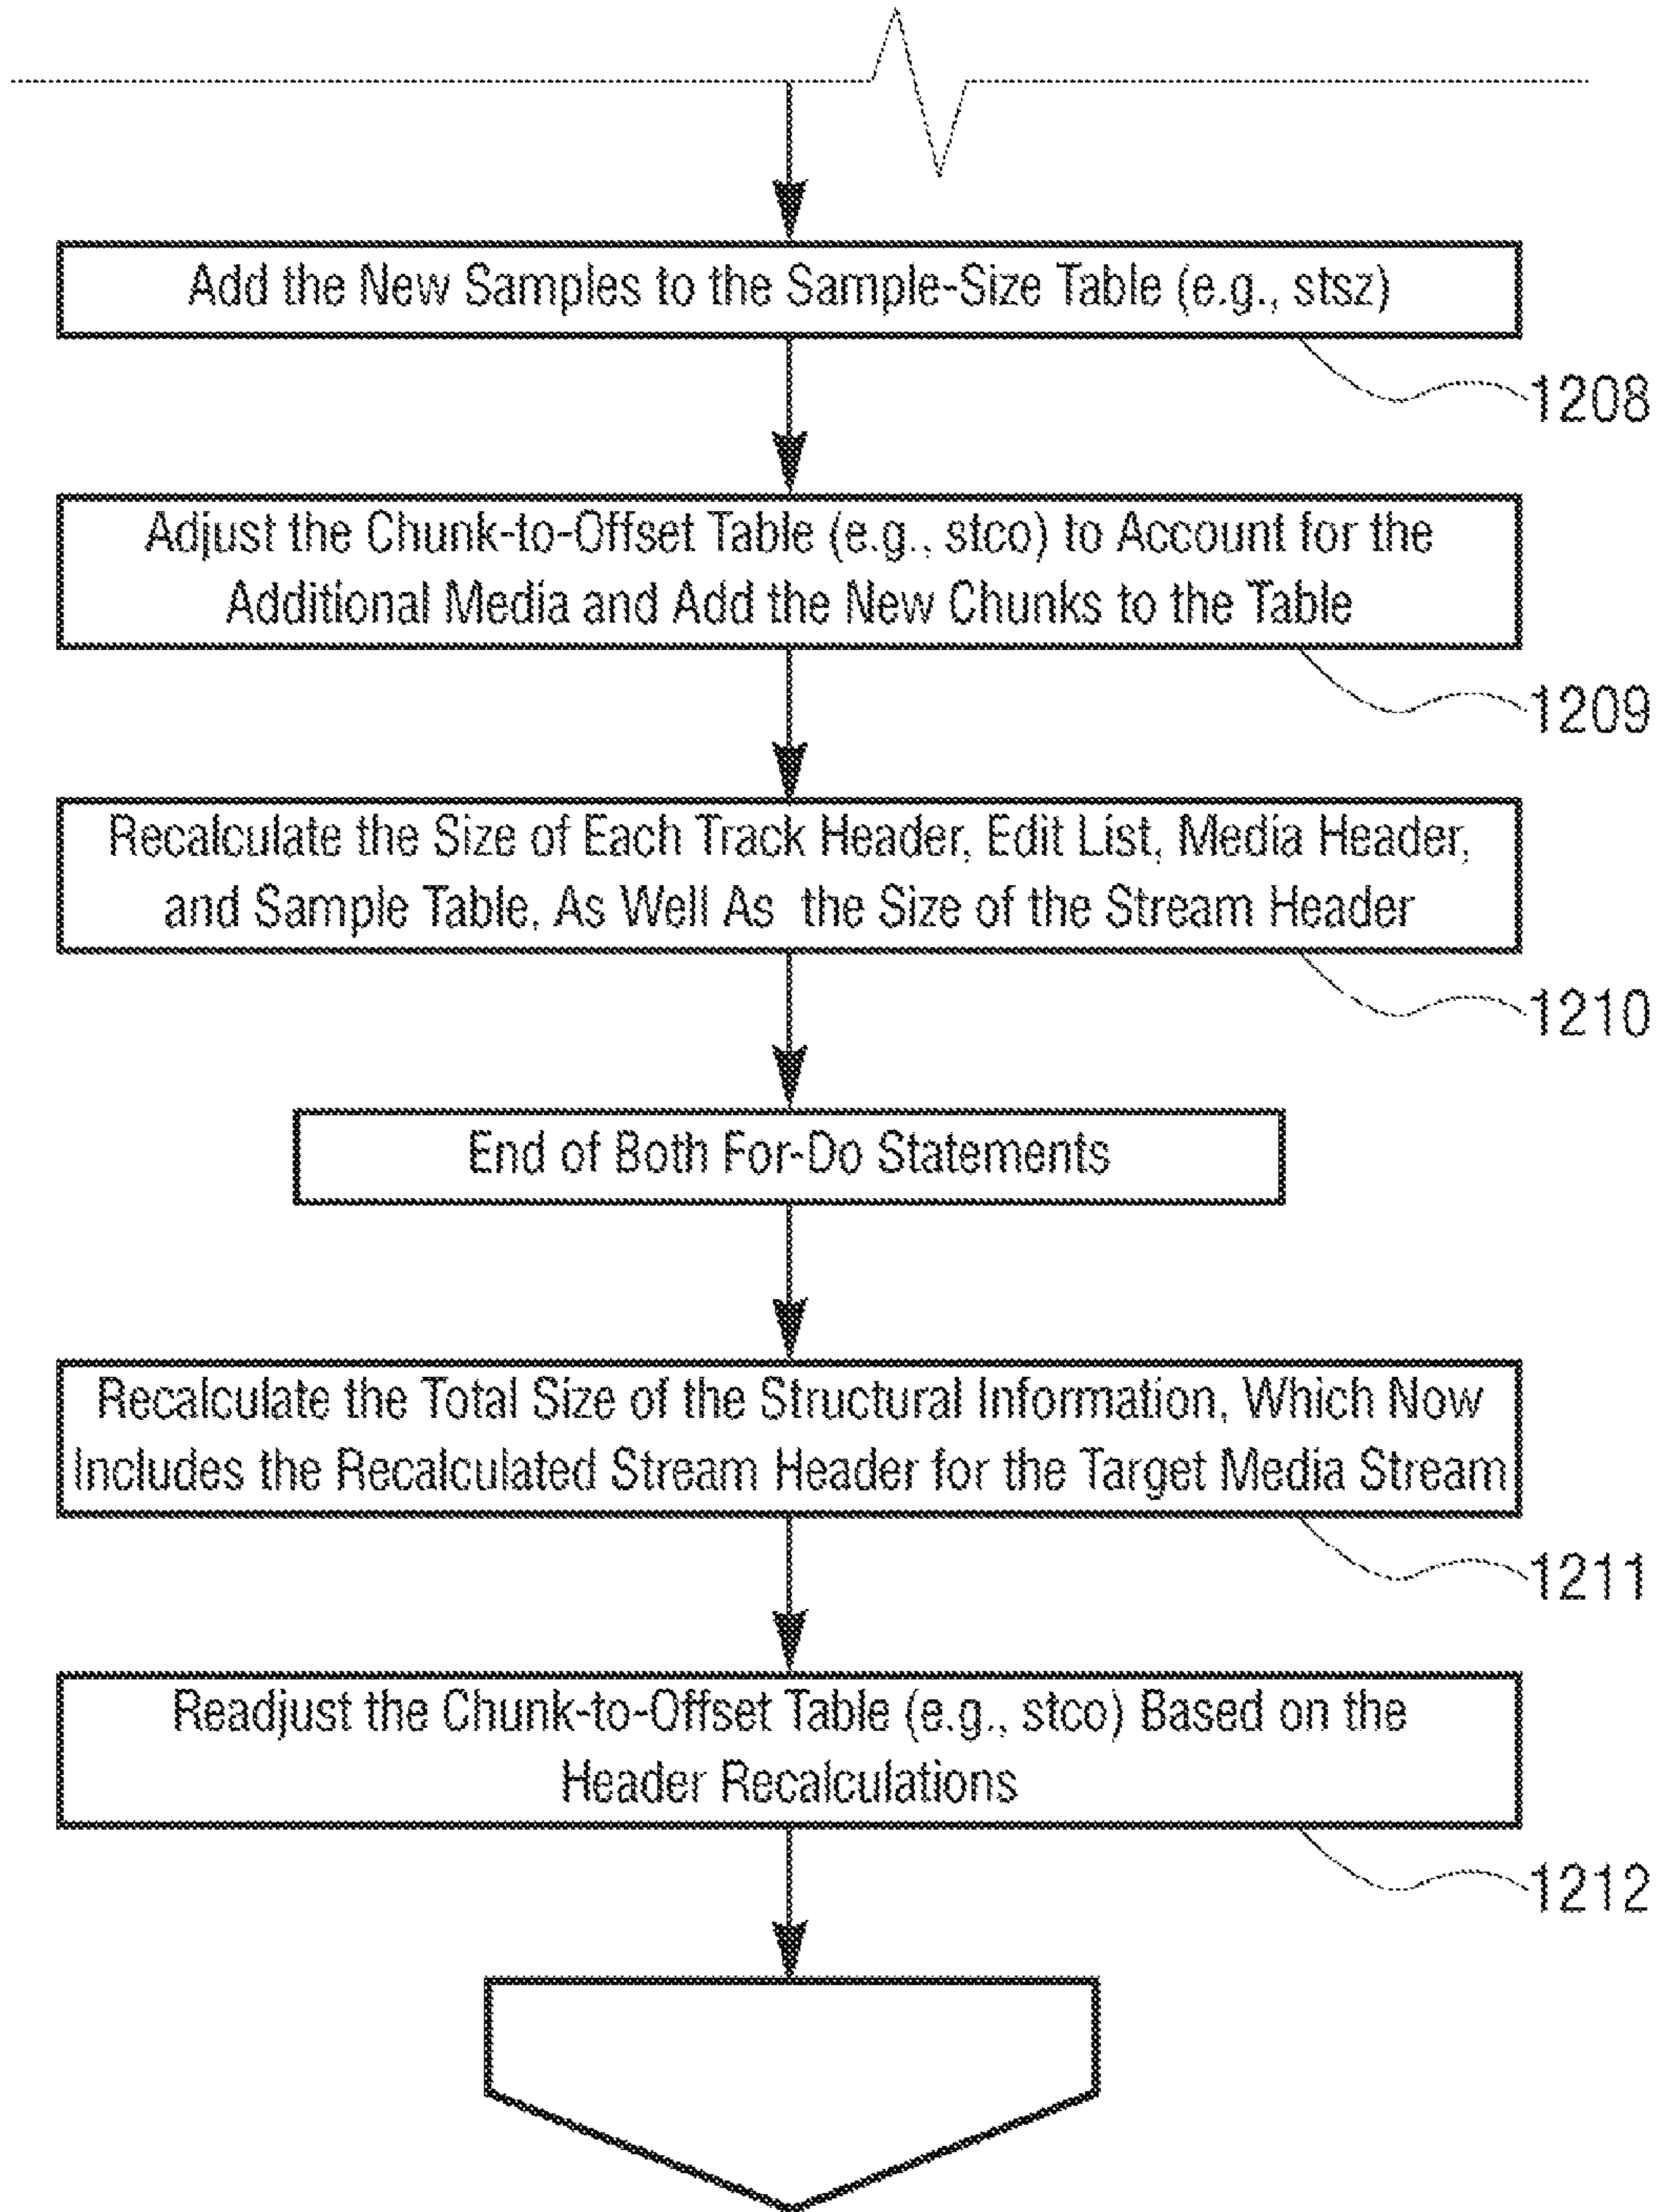 Add the New Samples to the Sample-Size Table (e.g., stsz)
1208
Adjust the Chunk-to-Offset Table (e.g., stco) to Account for the
Additional Media and Add the New Chunks to the Table
1209
Recalculate the Size of Each Track Header, Edit List, Media Header,
and Sample Table, As Well As the Size of the Stream Header
1210
End of Both For-Do Statements
Recalculate the Total Size of the Structural Information, Which Now
Includes the Recalculated Stream Header for the Target Media Stream
1211
Readjust the Chunk-to-Offset Table (e.g., stco) Based on the
Header Recalculations
1212